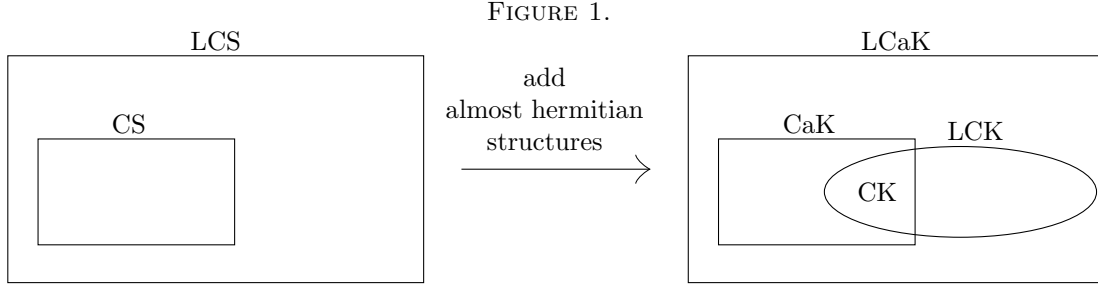 FIGURE 1.
LCS
CS
add
almost hermitian
structures
LCaK
CaK
LCK
CK